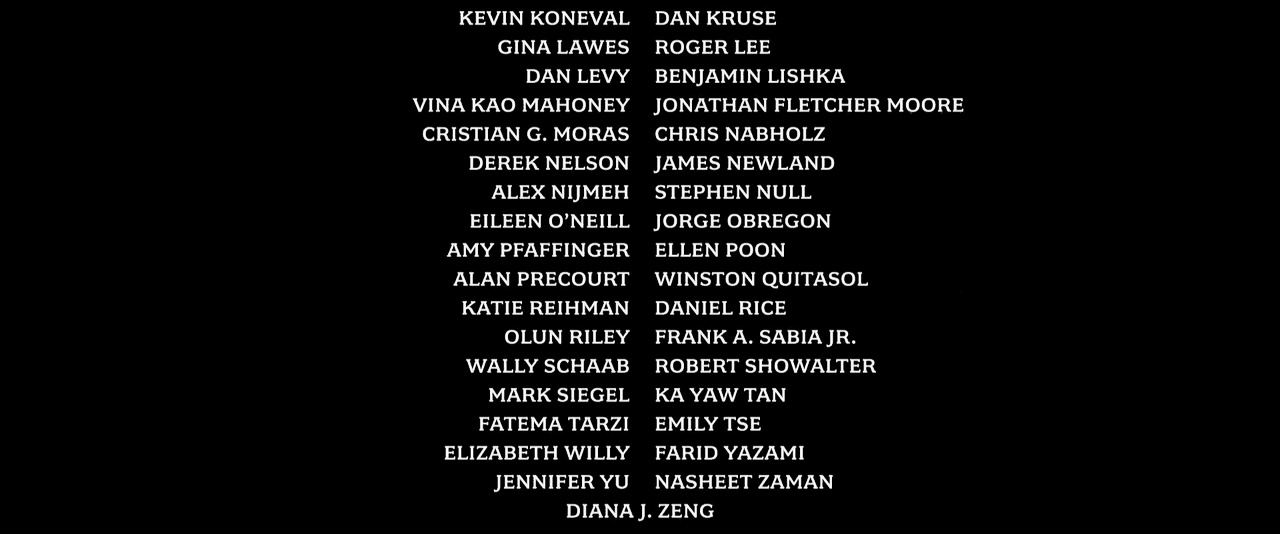 KEVIN KONEVAL DAN KRUSE
GINA LAWES ROGER LEE
DAN LEVY BENJAMIN LISHKA
VINA KAO MAHONEY JONATHAN FLETCHER MOORE
CRISTIAN G. MORAS CHRIS NABHOLZ
DEREK NELSON JAMES NEWLAND
ALEX NIJMEH STEPHEN NULL
EILEEN O’NEILL JORGE OBREGON
AMY PFAFFINGER ELLEN POON
ALAN PRECOURT WINSTON QUITASOL
KATIE REIHMAN DANIEL RICE
OLUN RILEY FRANK A. SABIA JR.
WALLY SCHAAB ROBERT SHOWALTER
MARK SIEGEL KA YAW TAN
FATEMA TARZI EMILY TSE
ELIZABETH WILLY FARID YAZAMI
JENNIFER YU NASHEET ZAMAN
DIANA J. ZENG